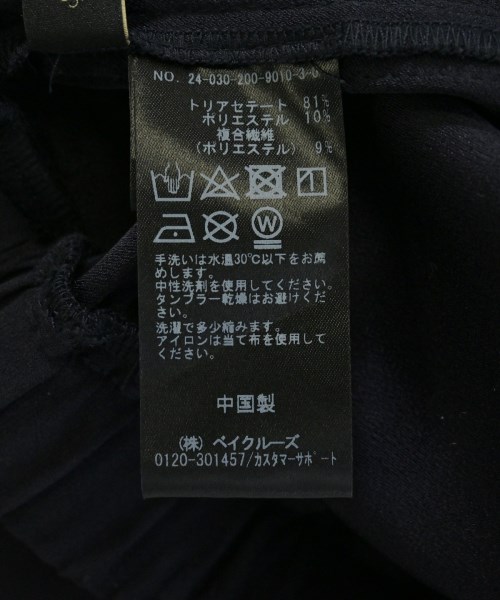 NO. 24-030-200-9010-3-0
トリアセテート 81%
ポリエステル 10%
複合繊維
(ポリエステル) 9%
W
手洗いは水温30℃以下をお薦
めします。
中性洗剤を使用してください。
タンブラー乾燥はお避けくだ
さい。
洗濯で多少縮みます。
アイロンは当て布を使用して
ください。
中国製
(株) ベイクルーズ
0120-301457/カスタマーサポート